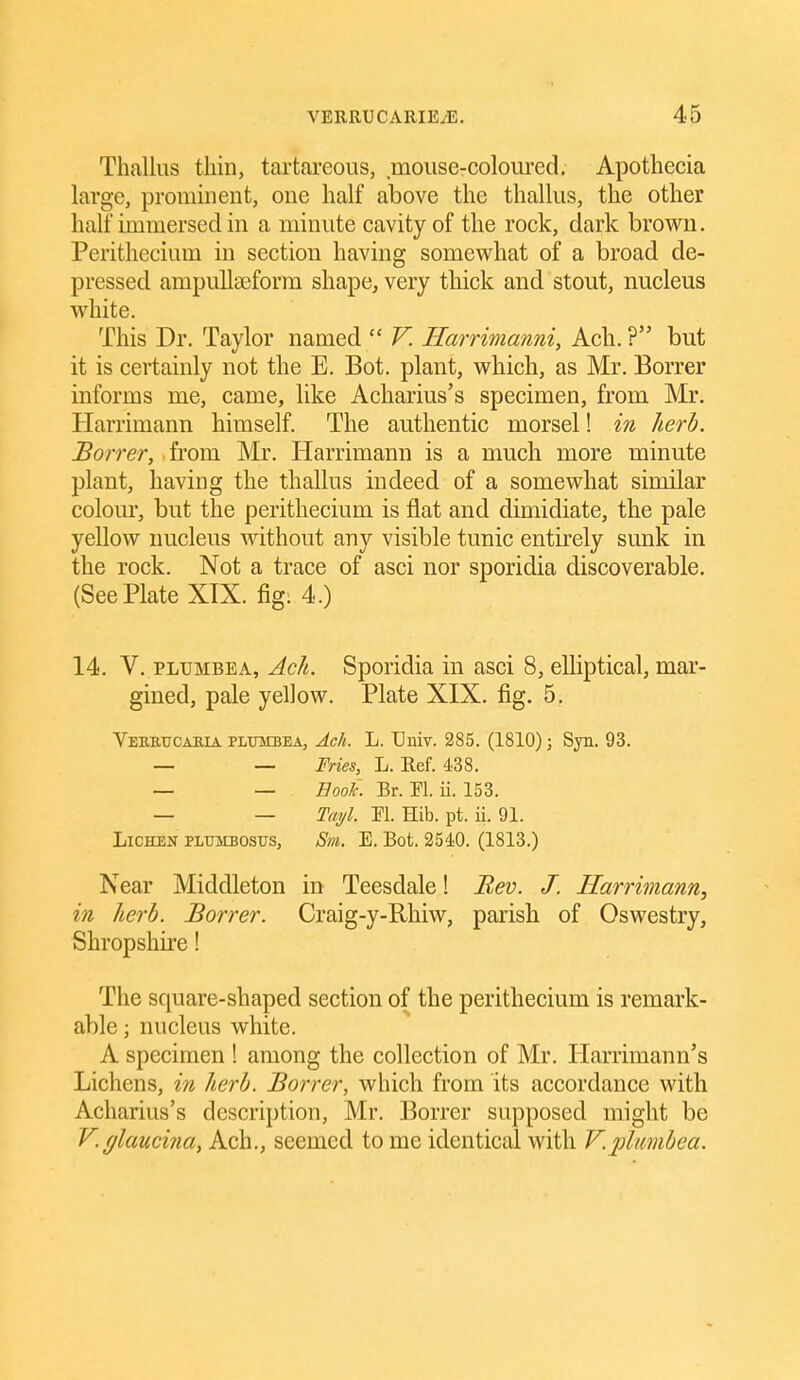 VERRUCARIEÆ. 45
Thallus thin, tartareous, mouse-coloured. Apothecia
large, prominent, one half above the thallus, the other
half immersed in a minute cavity of the rock, dark brown.
Perithecium in section having somewhat of a broad de-
pressed ampullæform shape, very thick and stout, nucleus
white.
This Dr. Taylor named “ V. Harrimanni, Ach. ?” but
it is certainly not the E. Bot. plant, which, as Mr. Borrer
informs me, came, like Acharius’s specimen, from Mr.
Harrimann himself. The authentic morsel! in herb.
Borrer, from Mr. Harrimann is a much more minute
plant, having the thallus indeed of a somewhat similar
colour, but the perithecium is flat and dimidiate, the pale
yellow nucleus without any visible tunic entirely sunk in
the rock. Not a trace of asci nor sporidia discoverable.
(See Plate XIX. fig. 4.)
14. V. PLUMBEA, Ach. Sporidia in asci 8, elliptical, mar-
gined, pale yellow. Plate XIX. fig. 5.
VERRUCARIA PLUMBEA, Ach. L. Univ. 285. (1810); Syn. 93.
— — Fries, L. Ref. 438.
— — Hook. Br. Fl. ii. 153.
— — Tayl. Fl. Hib. pt. ii. 91.
LICHEN PLUMBOSUS, Sm. E. Bot. 2540. (1813.)
Near Middleton in Teesdale! Rev. J. Harrimann,
in herb. Borrer. Craig-y-Rhiw, parish of Oswestry,
Shropshire!
The square-shaped section of the perithecium is remark-
able; nucleus white.
A specimen! among the collection of Mr. Harrimann’s
Lichens, in herb. Borrer, which from its accordance with
Acharius’s description, Mr. Borrer supposed might be
V. glaucina, Ach., seemed to me identical with V. plumbea.